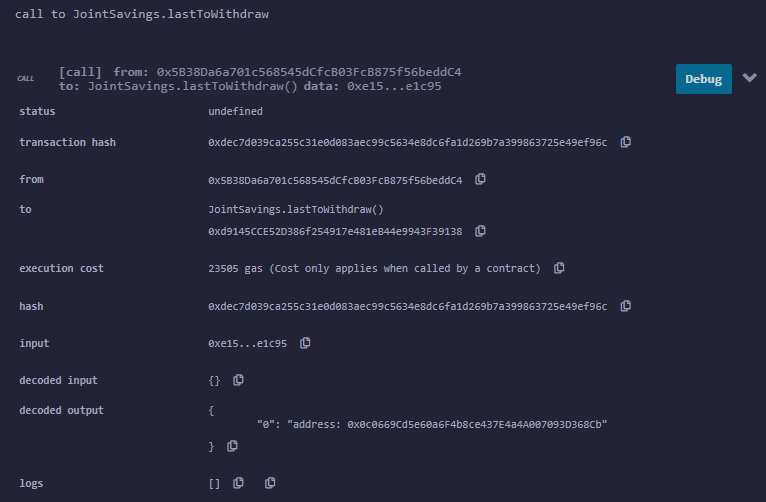 call to JointSavings.lastToWithdraw
CALL [call] from: 0x5B38Da6a701c568545dCfcB03FcB875f56beddC4
to: JointSavings.lastToWithdraw() data: 0xe15...e1c95
Debug
status undefined
transaction hash 0xdec7d039ca255c31e0d083aec99c5634e8dc6fa1d269b7a399863725e49ef96c
from 0x5B38Da6a701c568545dCfcB03FcB875f56beddC4
to JointSavings.lastToWithdraw()
0xd9145CCE52D386f254917e481eB44e9943F39138
execution cost 23505 gas (Cost only applies when called by a contract)
hash 0xdec7d039ca255c31e0d083aec99c5634e8dc6fa1d269b7a399863725e49ef96c
input 0xe15...e1c95
decoded input {}
decoded output {
"0": "address: 0x0c0669Cd5e60a6F4b8ce437E4a4A007093D368Cb"
}
logs []